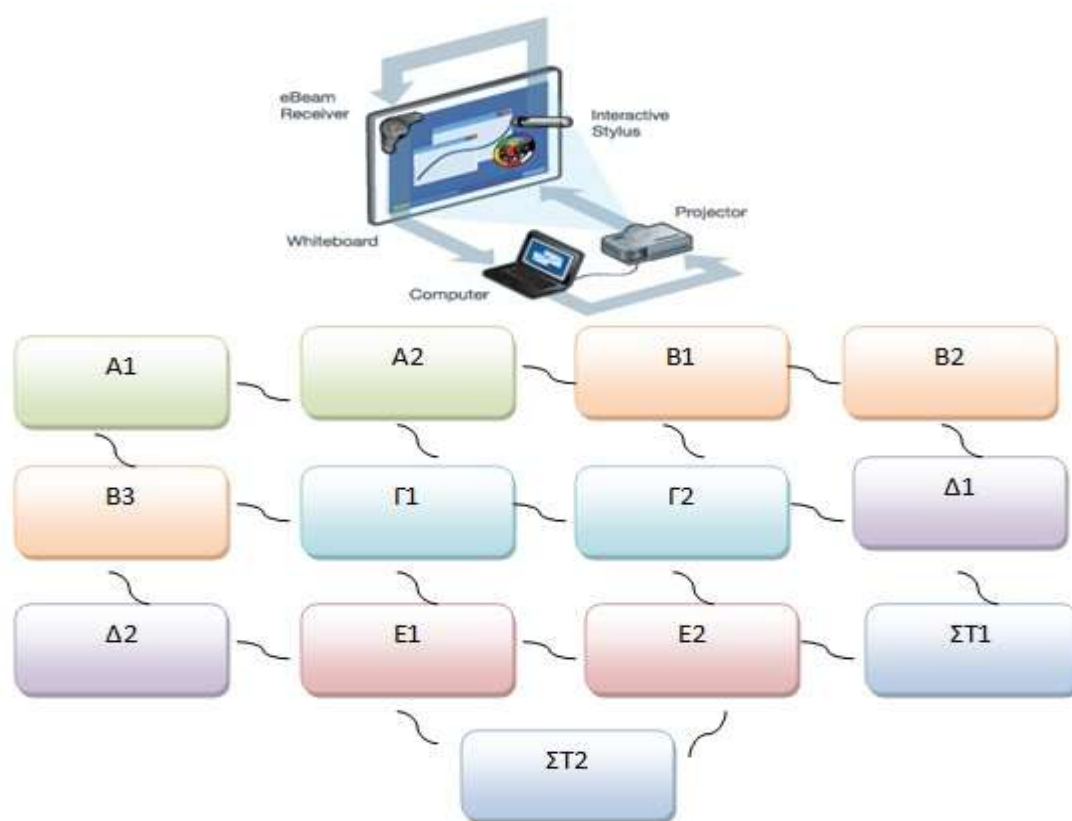 eBeam
Receiver
Interactive
Stylus
Projector
Whiteboard
Computer
Α1
Α2
Β1
Β2
Β3
Γ1
Γ2
Δ1
Δ2
Ε1
Ε2
ΣΤ1
ΣΤ2